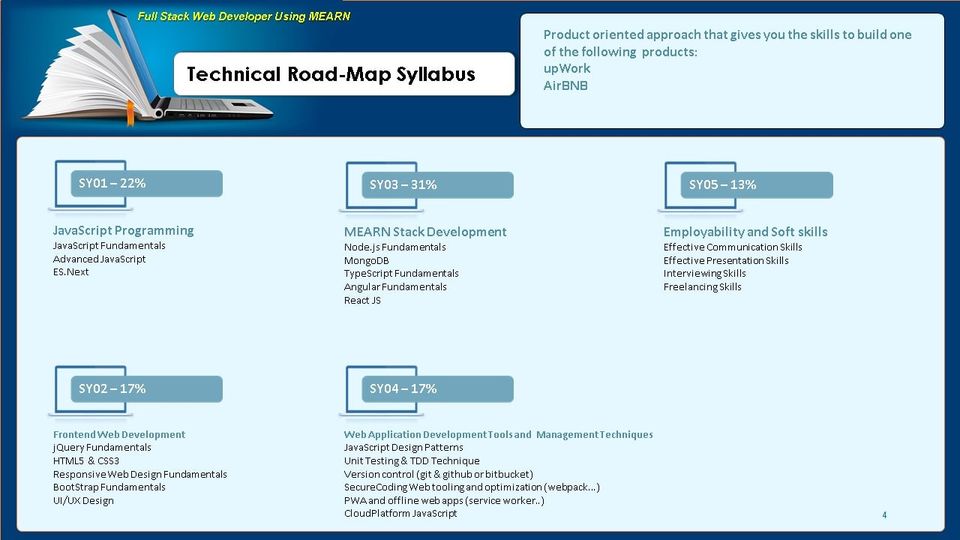 Full Stack Web Developer Using MEARN
Technical Road-Map Syllabus
Product oriented approach that gives you the skills to build one
of the following products:
upWork
AirBNB
SY01 – 22%
JavaScript Programming
JavaScript Fundamentals
Advanced JavaScript
ES.Next
SY03 – 31%
MEARN Stack Development
Node.js Fundamentals
MongoDB
TypeScript Fundamentals
Angular Fundamentals
React JS
SY05 – 13%
Employability and Soft skills
Effective Communication Skills
Effective Presentation Skills
Interviewing Skills
Freelancing Skills
SY02 – 17%
Frontend Web Development
jQuery Fundamentals
HTML5 & CSS3
Responsive Web Design Fundamentals
BootStrap Fundamentals
UI/UX Design
SY04 – 17%
Web Application Development Tools and Management Techniques
JavaScript Design Patterns
Unit Testing & TDD Technique
Version control (git & github or bitbucket)
SecureCoding Web tooling and optimization (webpack...)
PWA and offline web apps (service worker..)
CloudPlatform JavaScript
4